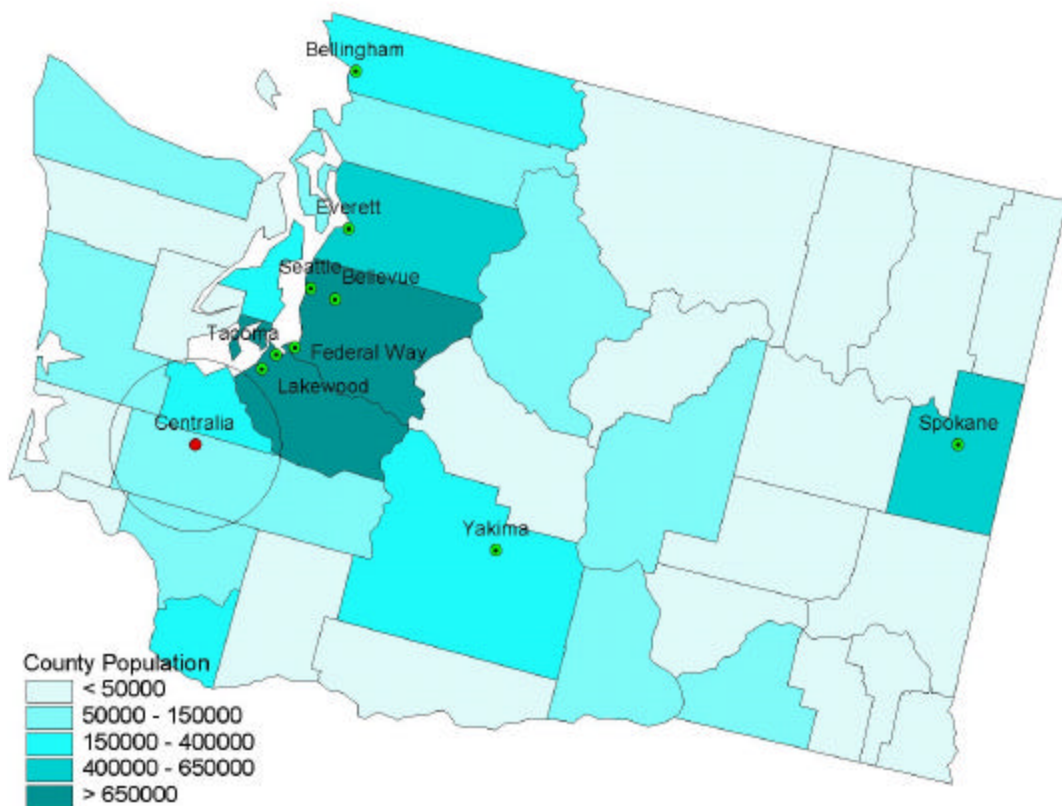 Bellingham
Everett
Seattle
Bellevue
Tacoma
Federal Way
Lakewood
Centralia
Spokane
Yakima
County Population
< 50000
50000 - 150000
150000 - 400000
400000 - 650000
> 650000